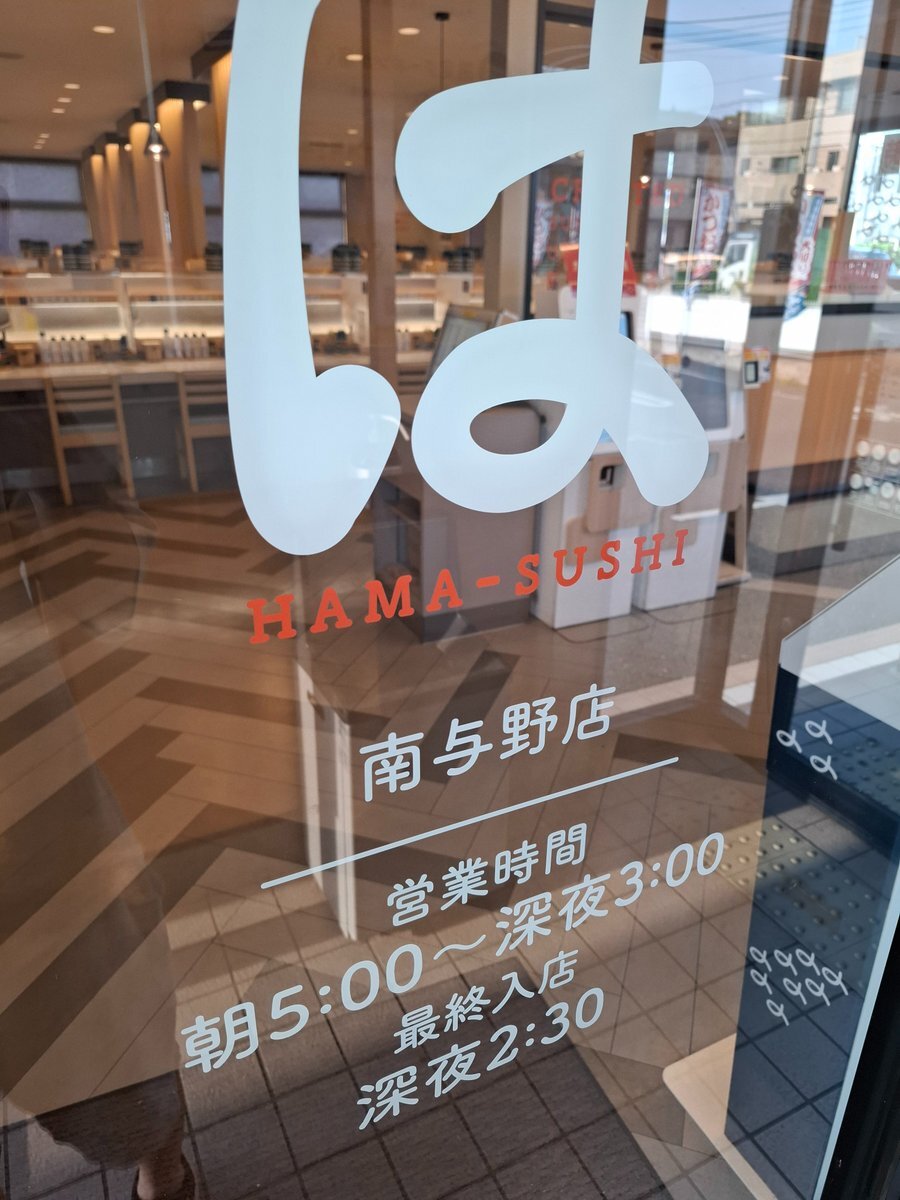 は
HAMA-SUSHI
南与野店
営業時間
朝5:00～深夜3:00
最終入店
深夜2:30